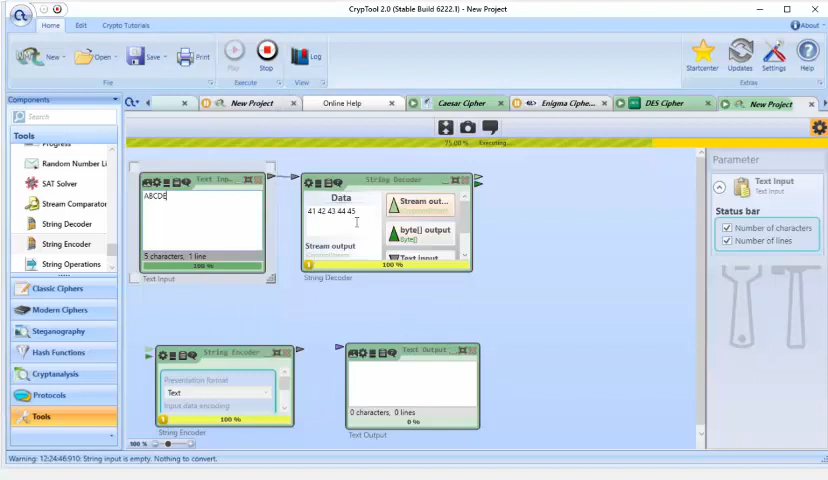 CrypTool 2.0 (Stable Build 6222.1) - New Project
Home Edit Crypto Tutorials
About
New Open Save Print Play Stop Log Startcenter Updates Settings Help
File Execute View Extras
Components
New Project Online Help Caesar Cipher Enigma Ciphe... DES Cipher New Project
Search
Tools
75.00 % Executing...
Progress
Random Number Li
SAT Solver
Stream Comparator
String Decoder
String Encoder
String Operations
Classic Ciphers
Modern Ciphers
Steganography
Hash Functions
Cryptanalysis
Protocols
Tools
Text Inp...
ABCDE
5 characters, 1 line
100 %
Text Input
String Decoder
Data
41 42 43 44 45
Stream output
Stream out...
byte[] output
Byte[]
Text input
100 %
String Decoder
String Encoder
Presentation format
Text
Input data encoding
100 %
String Encoder
Text Output
0 characters, 0 lines
0 %
Text Output
Parameter
Text Input
Status bar
Number of characters
Number of lines
100 %
Warning: 12:24:46:910: String input is empty. Nothing to convert.